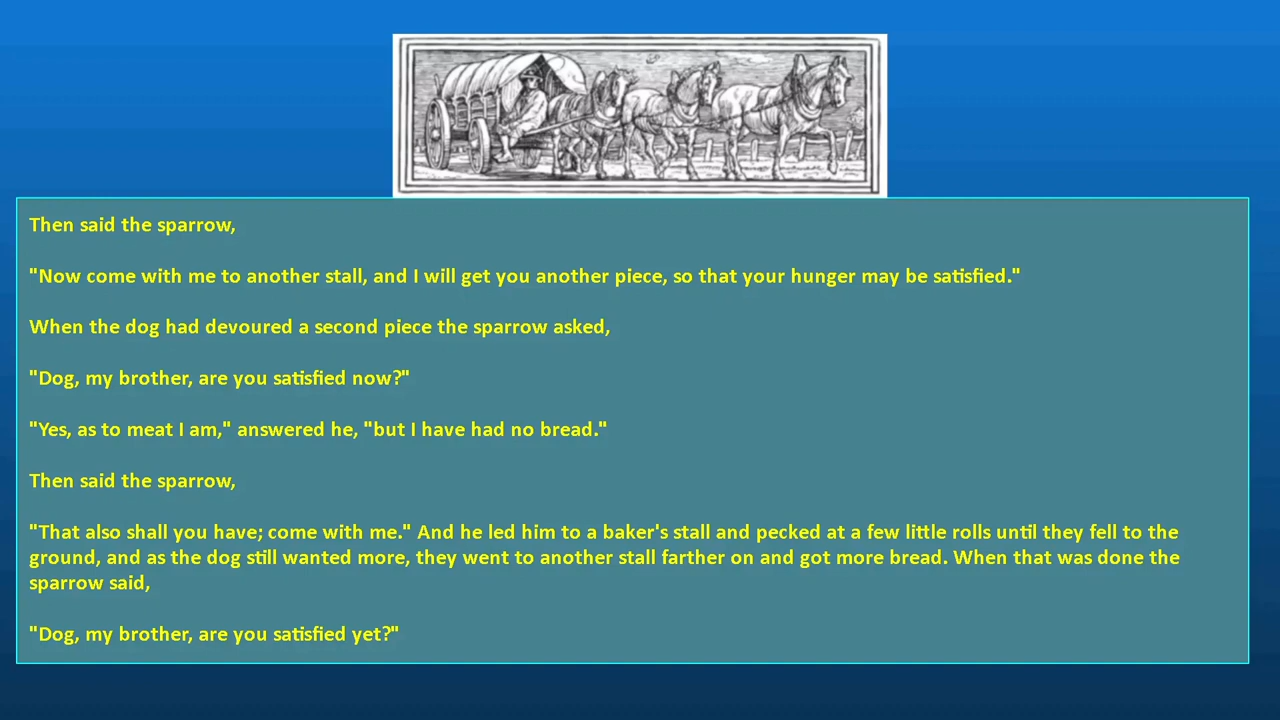 Then said the sparrow,
"Now come with me to another stall, and I will get you another piece, so that your hunger may be satisfied."
When the dog had devoured a second piece the sparrow asked,
"Dog, my brother, are you satisfied now?"
"Yes, as to meat I am," answered he, "but I have had no bread."
Then said the sparrow,
"That also shall you have; come with me." And he led him to a baker's stall and pecked at a few little rolls until they fell to the
ground, and as the dog still wanted more, they went to another stall farther on and got more bread. When that was done the
sparrow said,
"Dog, my brother, are you satisfied yet?"